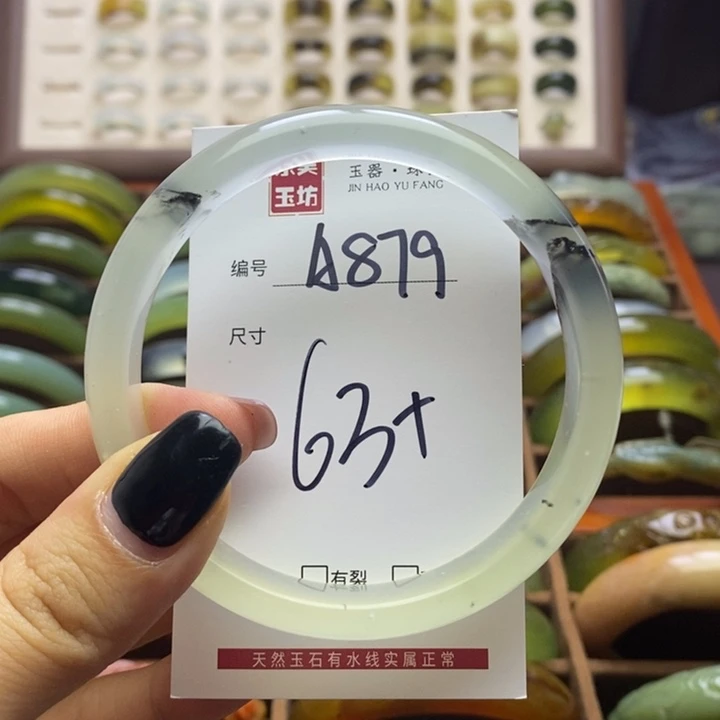 玉器·珠
玉坊
JIN HAO YU FANG
编号 A879
尺寸
63+
有裂
天然玉石有水线实属正常